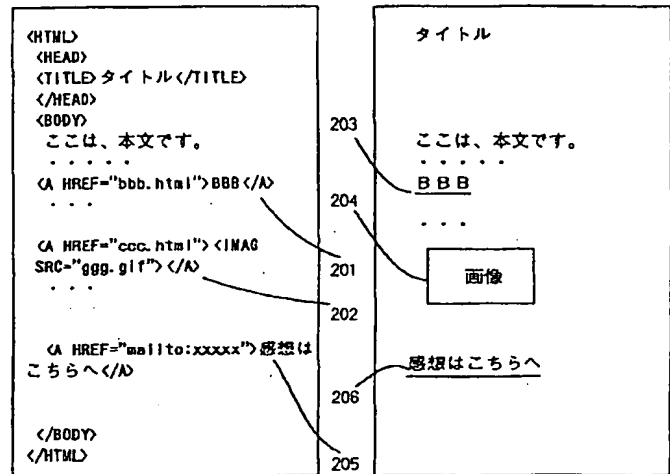 <HTML>
<HEAD>
<TITLE>タイトル</TITLE>
</HEAD>
<BODY>
ここは、本文です。
・・・・・
<A HREF="bbb.html">BBB</A>
・・・
<A HREF="ccc.html"><IMAG
SRC="ggg.gif"></A>
・・・
<A HREF="mailto:xxxxx">感想は
こちらへ</A>
</BODY>
</HTML>
203
204
201
202
206
205
タイトル
ここは、本文です。
・・・・・
BBB
・・・
画像
感想はこちらへ